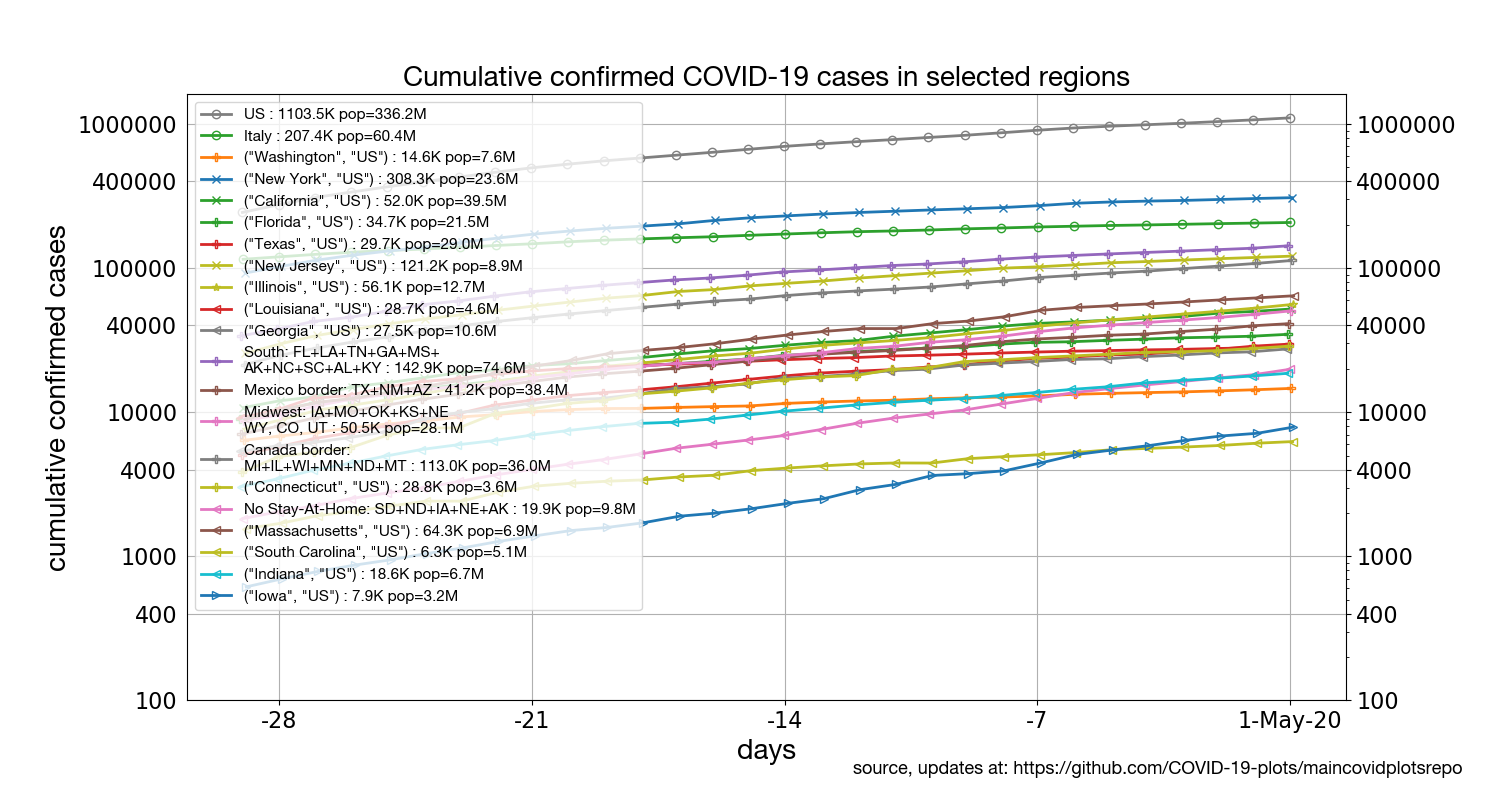 Cumulative confirmed COVID-19 cases in selected regions
cumulative confirmed cases
1000000
400000
100000
40000
10000
4000
1000
400
100
US : 1103.5K pop=336.2M
Italy : 207.4K pop=60.4M
("Washington", "US") : 14.6K pop=7.6M
("New York", "US") : 308.3K pop=23.6M
("California", "US") : 52.0K pop=39.5M
("Florida", "US") : 34.7K pop=21.5M
("Texas", "US") : 29.7K pop=29.0M
("New Jersey", "US") : 121.2K pop=8.9M
("Illinois", "US") : 56.1K pop=12.7M
("Louisiana", "US") : 28.7K pop=4.6M
("Georgia", "US") : 27.5K pop=10.6M
South: FL+LA+TN+GA+MS+
AK+NC+SC+AL+KY : 142.9K pop=74.6M
Mexico border: TX+NM+AZ : 41.2K pop=38.4M
Midwest: IA+MO+OK+KS+NE
WY, CO, UT : 50.5K pop=28.1M
Canada border:
MI+IL+WI+MN+ND+MT : 113.0K pop=36.0M
("Connecticut", "US") : 28.8K pop=3.6M
No Stay-At-Home: SD+ND+IA+NE+AK : 19.9K pop=9.8M
("Massachusetts", "US") : 64.3K pop=6.9M
("South Carolina", "US") : 6.3K pop=5.1M
("Indiana", "US") : 18.6K pop=6.7M
("Iowa", "US") : 7.9K pop=3.2M
1000000
400000
100000
400000
10000
4000
1000
400
100
-28
-21
-14
-7
1-May-20
days
source, updates at: https://github.com/COVID-19-plots/maincovidplotsrepo